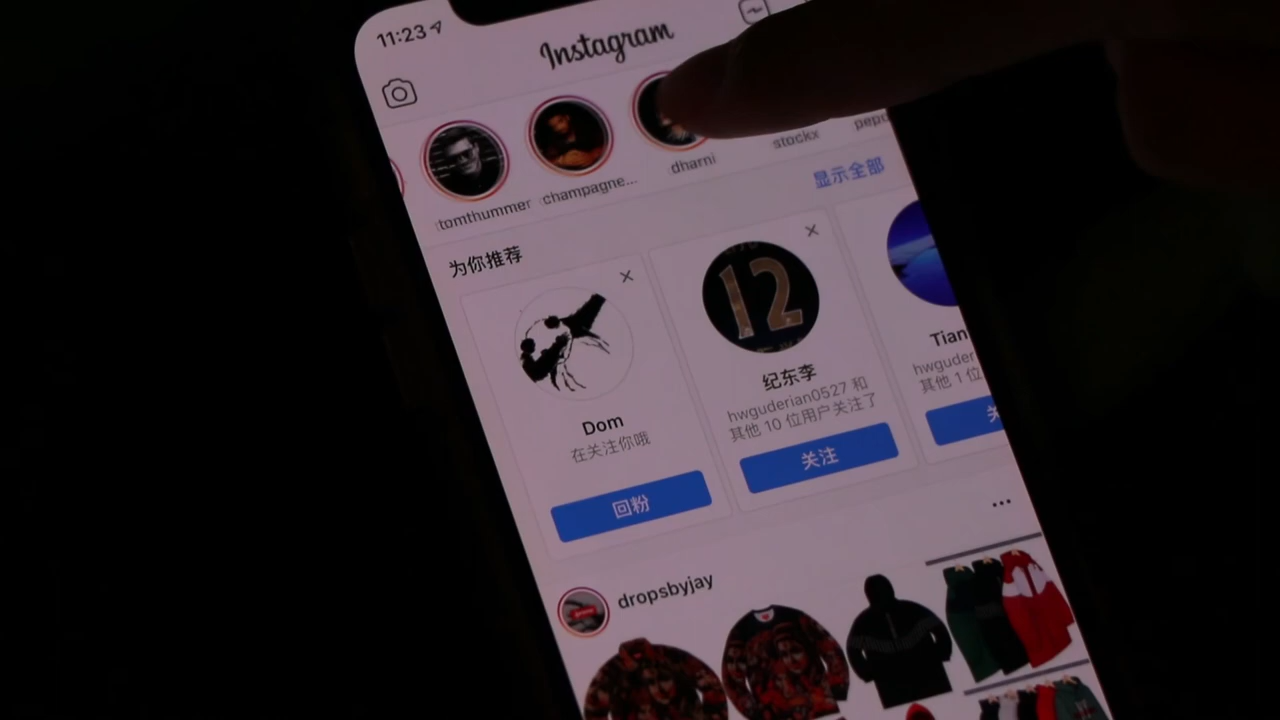 11:23
Instagram
tomthummer
champagne...
dharni
stockx
显示全部
为你推荐
12
Dom
在关注你哦
回粉
纪东李
hwguderian0527 和
其他 10 位用户关注了
关注
Tian
其他 1 位
dropsbyjay